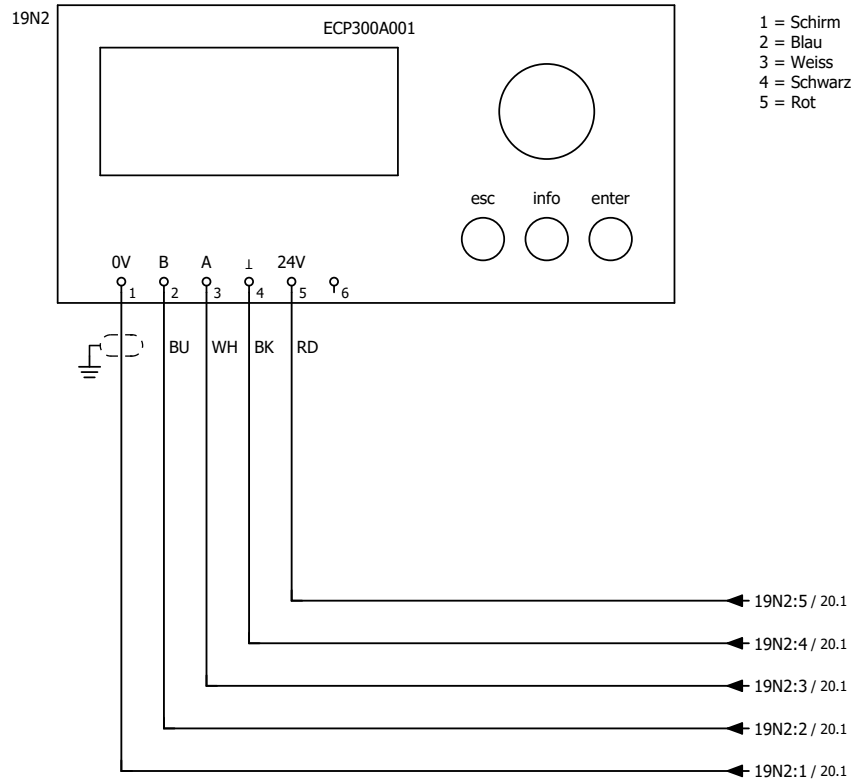 19N2
ECP300A001
1 = Schirm
2 = Blau
3 = Weiss
4 = Schwarz
5 = Rot
esc info enter
0V B A ⊥ 24V
1 2 3 4 5 6
BU WH BK RD
19N2:5 / 20.1
19N2:4 / 20.1
19N2:3 / 20.1
19N2:2 / 20.1
19N2:1 / 20.1